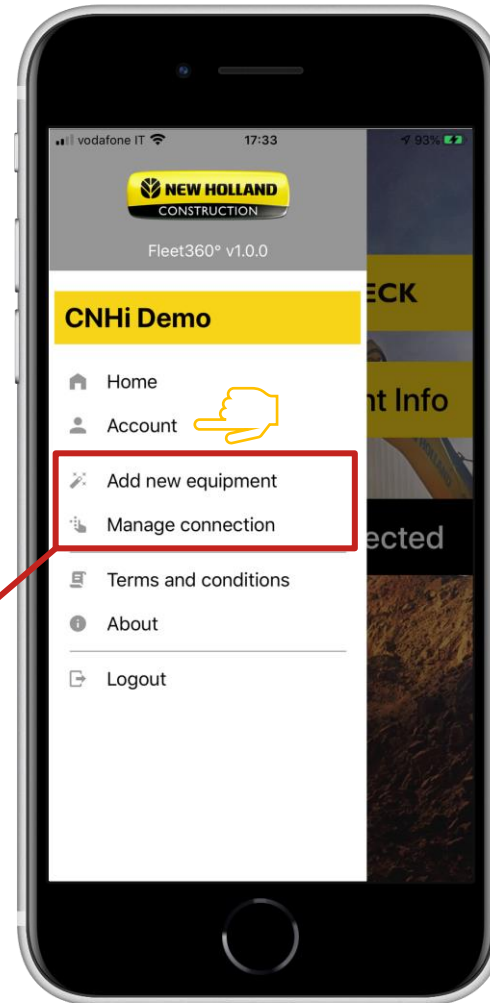 vodafone IT 17:33 93%
NEW HOLLAND
CONSTRUCTION
Fleet360° v1.0.0
ECK
CNHi Demo
Home
nt Info
Account
Add new equipment
Manage connection
ected
Terms and conditions
About
Logout